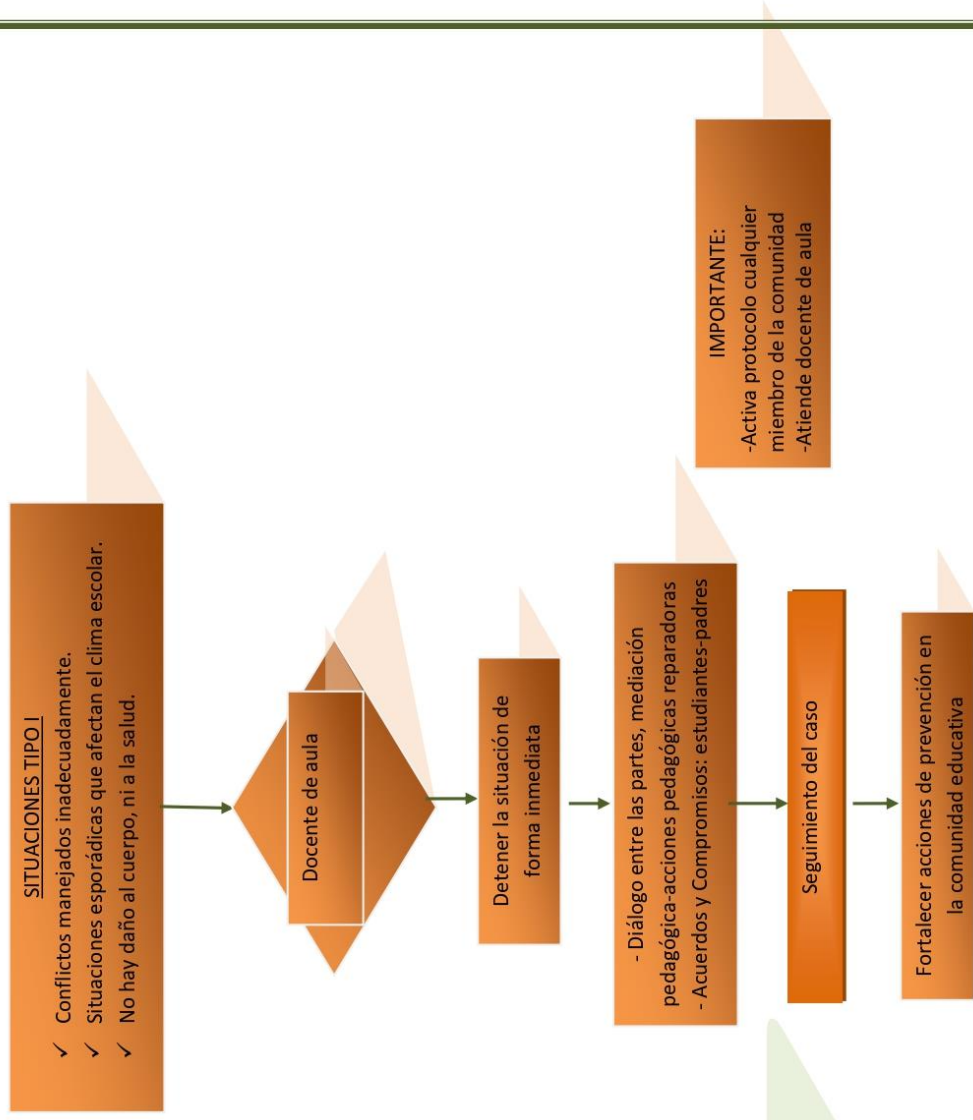 SITUACIONES TIPO I
✓ Conflictos manejados inadecuadamente.
✓ Situaciones esporádicas que afectan el clima escolar.
✓ No hay daño al cuerpo, ni a la salud.
Docente de aula
Detener la situación de
forma inmediata
- Diálogo entre las partes, mediación
pedagógica-acciones pedagógicas reparadoras
- Acuerdos y Compromisos: estudiantes-padres
Seguimiento del caso
Fortalecer acciones de prevención en
la comunidad educativa
IMPORTANTE:
-Activa protocolo cualquier
miembro de la comunidad
-Atiende docente de aula